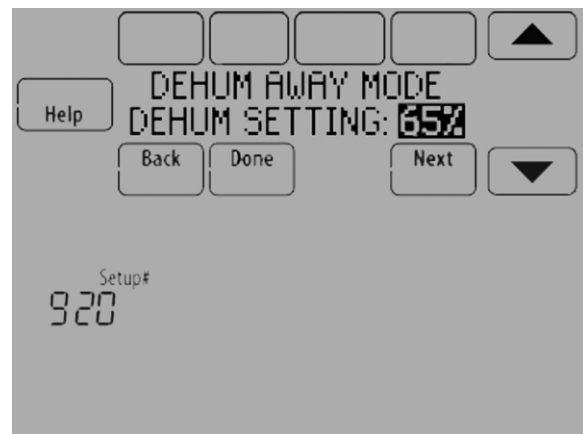 DEHUM AWAY MODE
Help
DEHUM SETTING: 65%
Back Done Next
Setup#
920